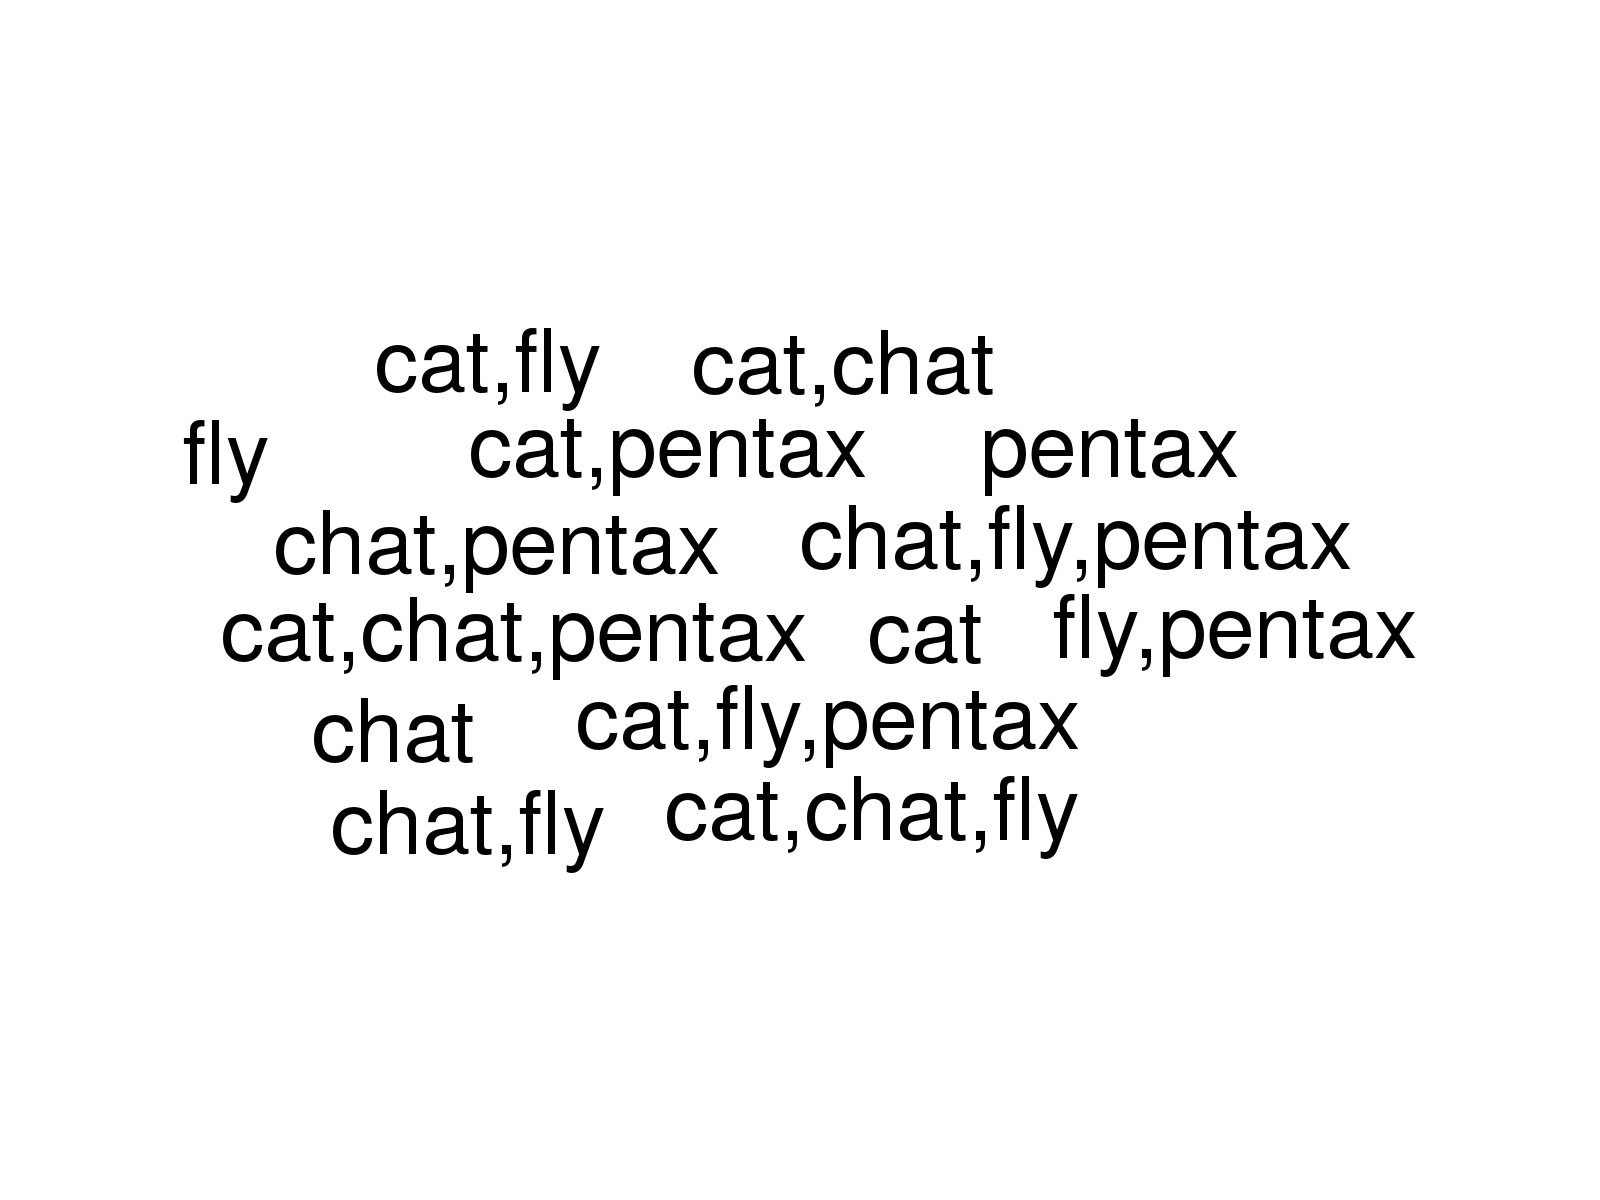 cat,fly cat,chat
fly cat,pentax pentax
chat,pentax chat,fly,pentax
cat,chat,pentax cat fly,pentax
chat cat,fly,pentax
chat,fly cat,chat,fly